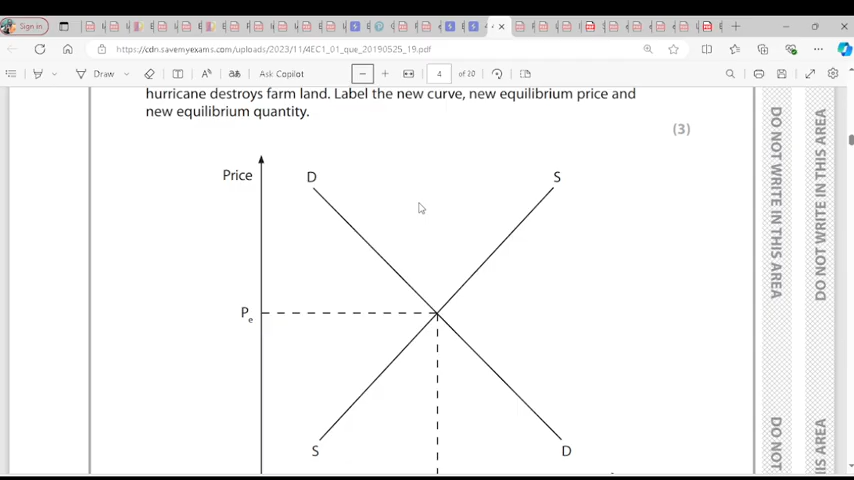 Sign in
https://cdn.savemyexams.com/uploads/2023/11/4EC1_01_que_20190525_19.pdf
Draw
Ask Copilot
4 of 20
hurricane destroys farm land. Label the new curve, new equilibrium price and
new equilibrium quantity.
(3)
Price
D
S
Pe
S
D
DO NOT WRITE IN THIS AREA
DO NOT WRITE IN THIS AREA
DO NOT
HIS AREA